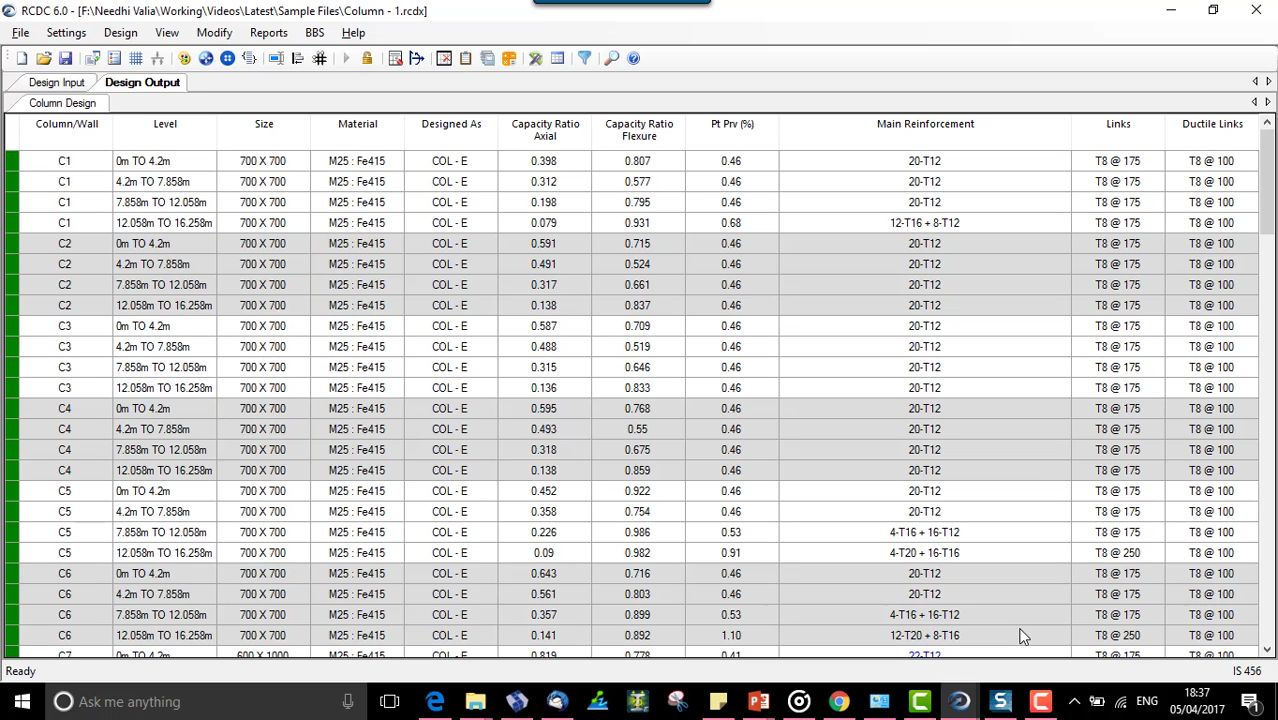 RCDC 6.0 - [F:\Needhi Valia\Working\Videos\Latest\Sample Files\Column - 1.rcdx]
File Settings Design View Modify Reports BBS Help
Design Input Design Output
Column Design
Column/Wall Level Size Material Designed As Capacity Ratio Axial Capacity Ratio Flexure Pt Prv (%) Main Reinforcement Links Ductile Links
C1 0m TO 4.2m 700 X 700 M25 : Fe415 COL - E 0.398 0.807 0.46 20-T12 T8 @ 175 T8 @ 100
C1 4.2m TO 7.858m 700 X 700 M25 : Fe415 COL - E 0.312 0.577 0.46 20-T12 T8 @ 175 T8 @ 100
C1 7.858m TO 12.058m 700 X 700 M25 : Fe415 COL - E 0.198 0.795 0.46 20-T12 T8 @ 175 T8 @ 100
C1 12.058m TO 16.258m 700 X 700 M25 : Fe415 COL - E 0.079 0.931 0.68 12-T16 + 8-T12 T8 @ 175 T8 @ 100
C2 0m TO 4.2m 700 X 700 M25 : Fe415 COL - E 0.591 0.715 0.46 20-T12 T8 @ 175 T8 @ 100
C2 4.2m TO 7.858m 700 X 700 M25 : Fe415 COL - E 0.491 0.524 0.46 20-T12 T8 @ 175 T8 @ 100
C2 7.858m TO 12.058m 700 X 700 M25 : Fe415 COL - E 0.317 0.661 0.46 20-T12 T8 @ 175 T8 @ 100
C2 12.058m TO 16.258m 700 X 700 M25 : Fe415 COL - E 0.138 0.837 0.46 20-T12 T8 @ 175 T8 @ 100
C3 0m TO 4.2m 700 X 700 M25 : Fe415 COL - E 0.587 0.709 0.46 20-T12 T8 @ 175 T8 @ 100
C3 4.2m TO 7.858m 700 X 700 M25 : Fe415 COL - E 0.488 0.519 0.46 20-T12 T8 @ 175 T8 @ 100
C3 7.858m TO 12.058m 700 X 700 M25 : Fe415 COL - E 0.315 0.646 0.46 20-T12 T8 @ 175 T8 @ 100
C3 12.058m TO 16.258m 700 X 700 M25 : Fe415 COL - E 0.136 0.833 0.46 20-T12 T8 @ 175 T8 @ 100
C4 0m TO 4.2m 700 X 700 M25 : Fe415 COL - E 0.595 0.768 0.46 20-T12 T8 @ 175 T8 @ 100
C4 4.2m TO 7.858m 700 X 700 M25 : Fe415 COL - E 0.493 0.55 0.46 20-T12 T8 @ 175 T8 @ 100
C4 7.858m TO 12.058m 700 X 700 M25 : Fe415 COL - E 0.318 0.675 0.46 20-T12 T8 @ 175 T8 @ 100
C4 12.058m TO 16.258m 700 X 700 M25 : Fe415 COL - E 0.138 0.859 0.46 20-T12 T8 @ 175 T8 @ 100
C5 0m TO 4.2m 700 X 700 M25 : Fe415 COL - E 0.452 0.922 0.46 20-T12 T8 @ 175 T8 @ 100
C5 4.2m TO 7.858m 700 X 700 M25 : Fe415 COL - E 0.358 0.754 0.46 20-T12 T8 @ 175 T8 @ 100
C5 7.858m TO 12.058m 700 X 700 M25 : Fe415 COL - E 0.226 0.986 0.53 4-T16 + 16-T12 T8 @ 175 T8 @ 100
C5 12.058m TO 16.258m 700 X 700 M25 : Fe415 COL - E 0.09 0.982 0.91 4-T20 + 16-T16 T8 @ 250 T8 @ 100
C6 0m TO 4.2m 700 X 700 M25 : Fe415 COL - E 0.643 0.716 0.46 20-T12 T8 @ 175 T8 @ 100
C6 4.2m TO 7.858m 700 X 700 M25 : Fe415 COL - E 0.561 0.803 0.46 20-T12 T8 @ 175 T8 @ 100
C6 7.858m TO 12.058m 700 X 700 M25 : Fe415 COL - E 0.357 0.899 0.53 4-T16 + 16-T12 T8 @ 175 T8 @ 100
C6 12.058m TO 16.258m 700 X 700 M25 : Fe415 COL - E 0.141 0.892 1.10 12-T20 + 8-T16 T8 @ 250 T8 @ 100
C7 0m TO 4.2m 600 X 1000 M25 : Fe415 COL - E 0.819 0.778 0.41 22-T12 T8 @ 175 T8 @ 100
Ready IS 456
Ask me anything ENG 18:37
05/04/2017